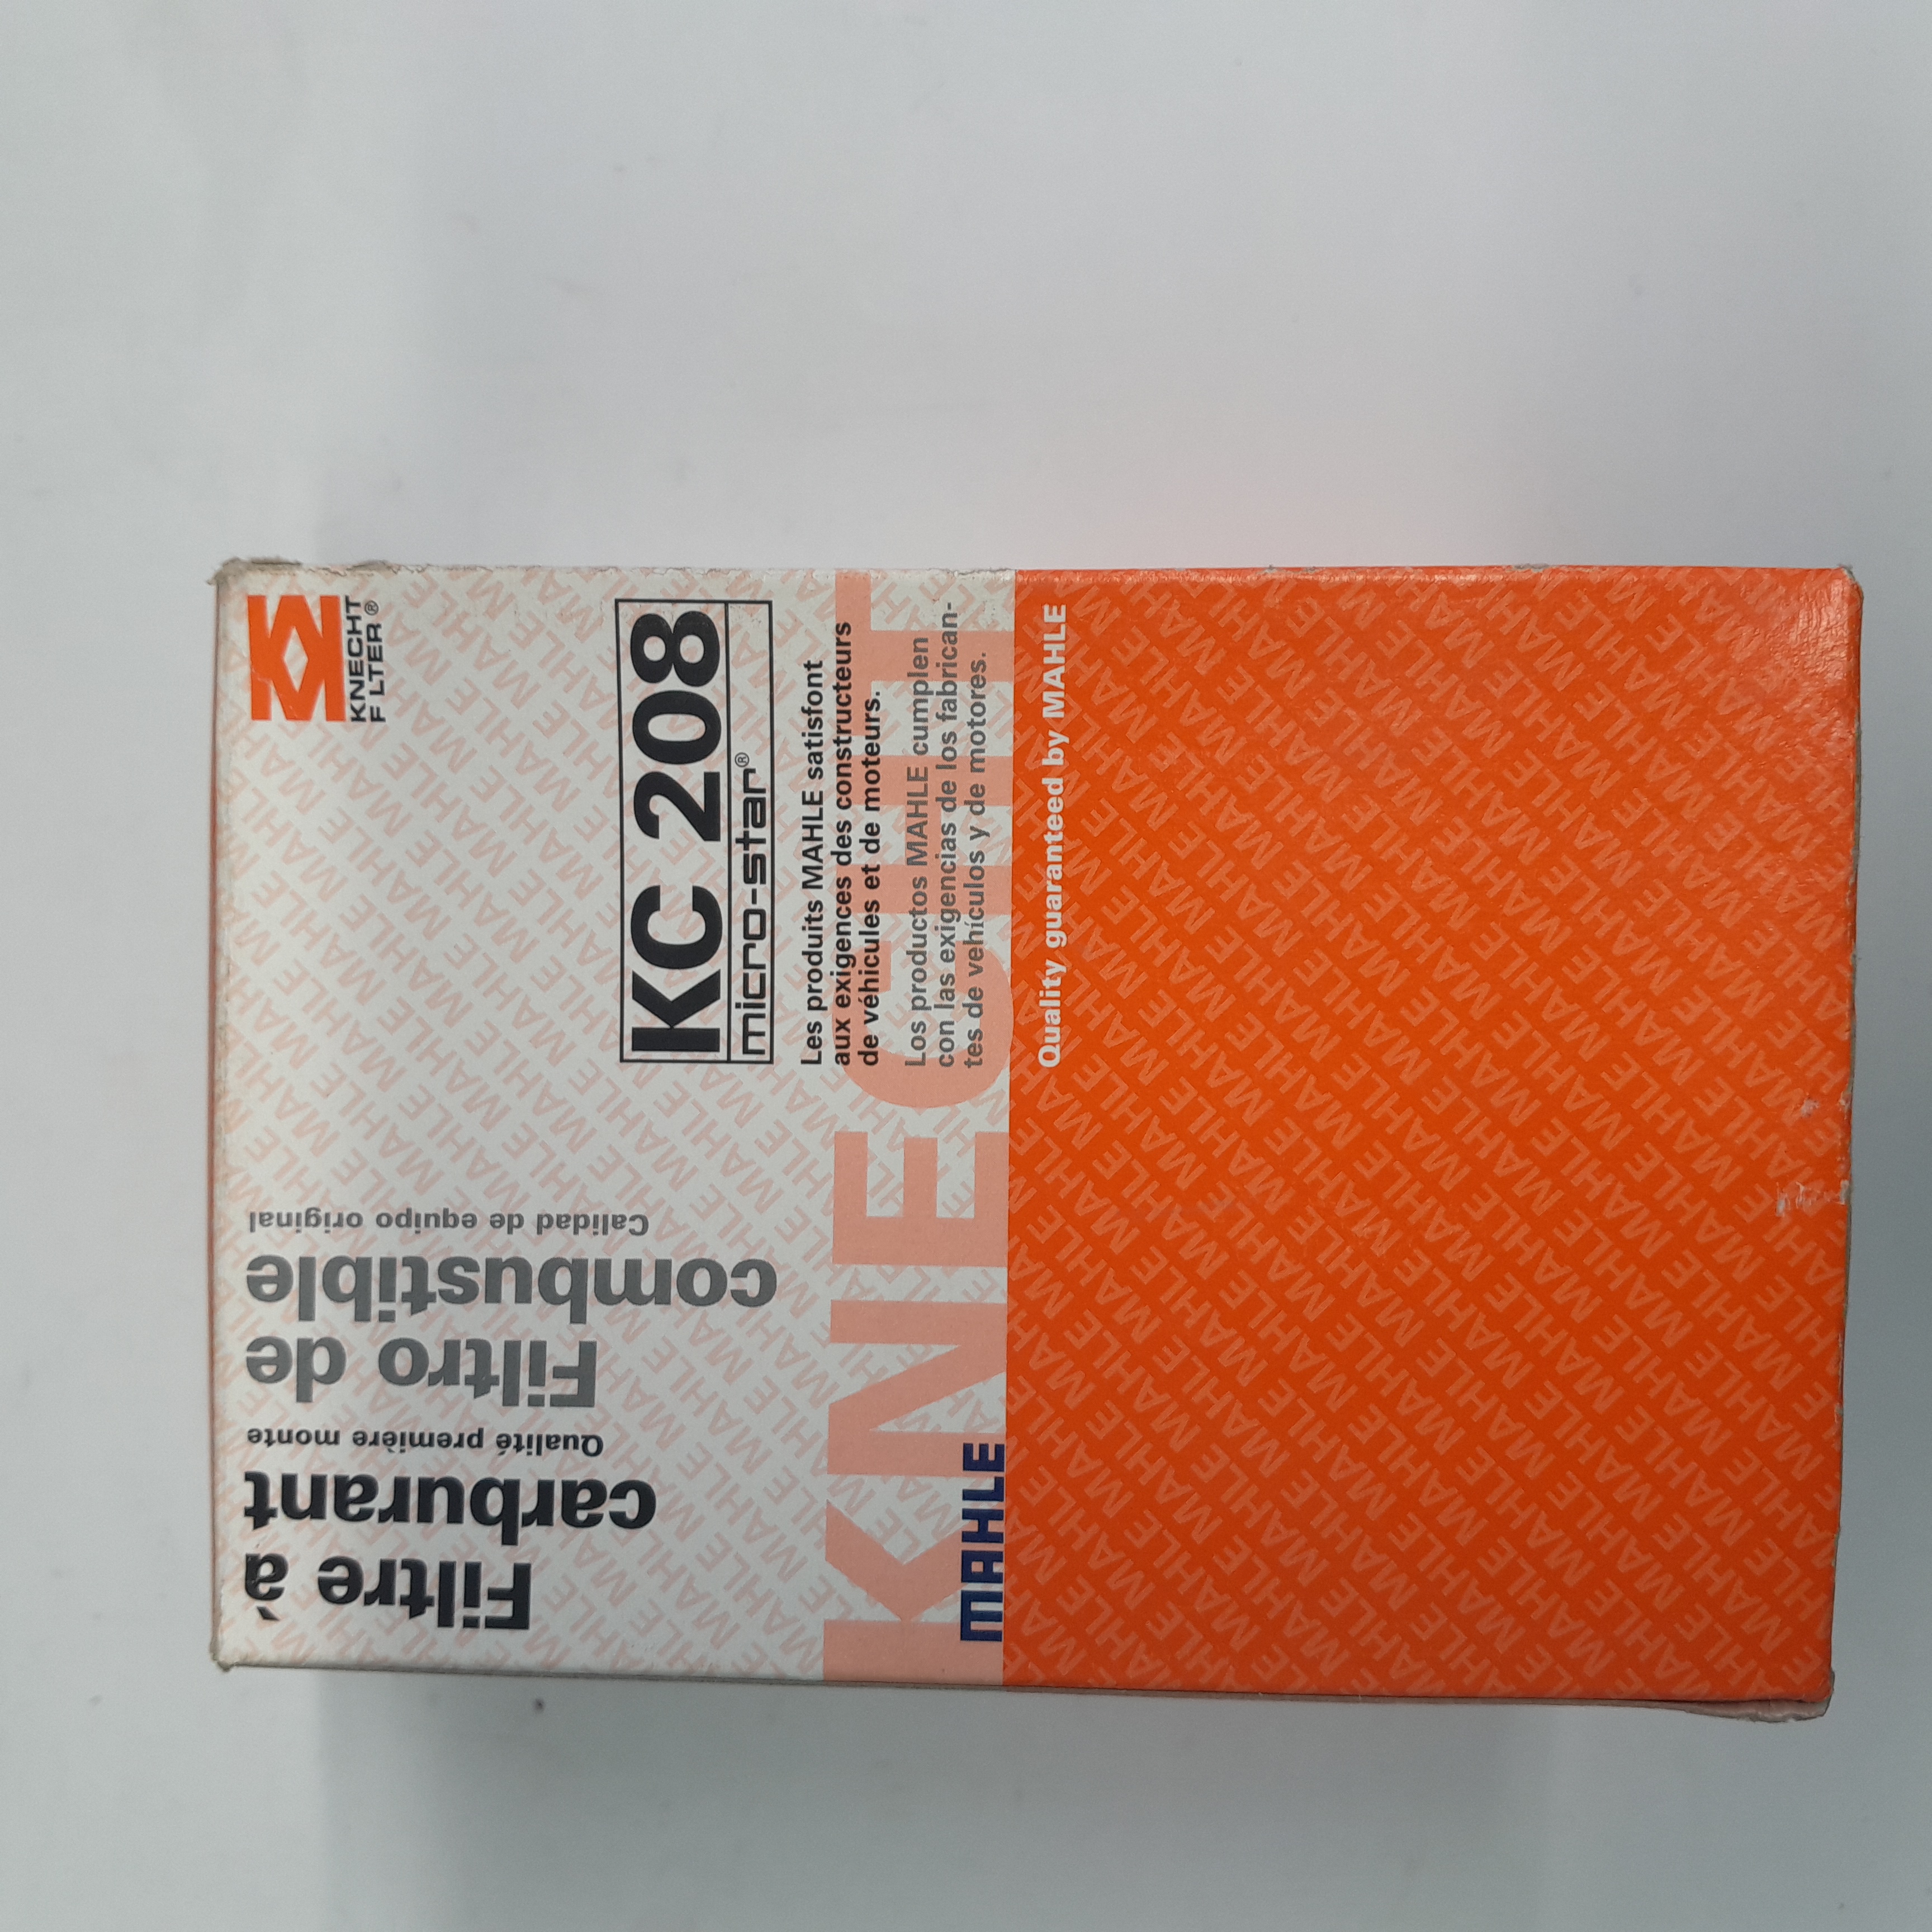 Filtre à
carburant
Qualité première monte
Filtro de
combustible
Calidad de equipo original
KNECHT
F LTER®
KC 208
micro-star®
Les produits MAHLE satisfont
aux exigences des constructeurs
de véhicules et de moteurs.
Los productos MAHLE cumplen
con las exigencias de los fabrican-
tes de vehículos y de motores.
KNECHT
MAHLE
Quality guaranteed by MAHLE